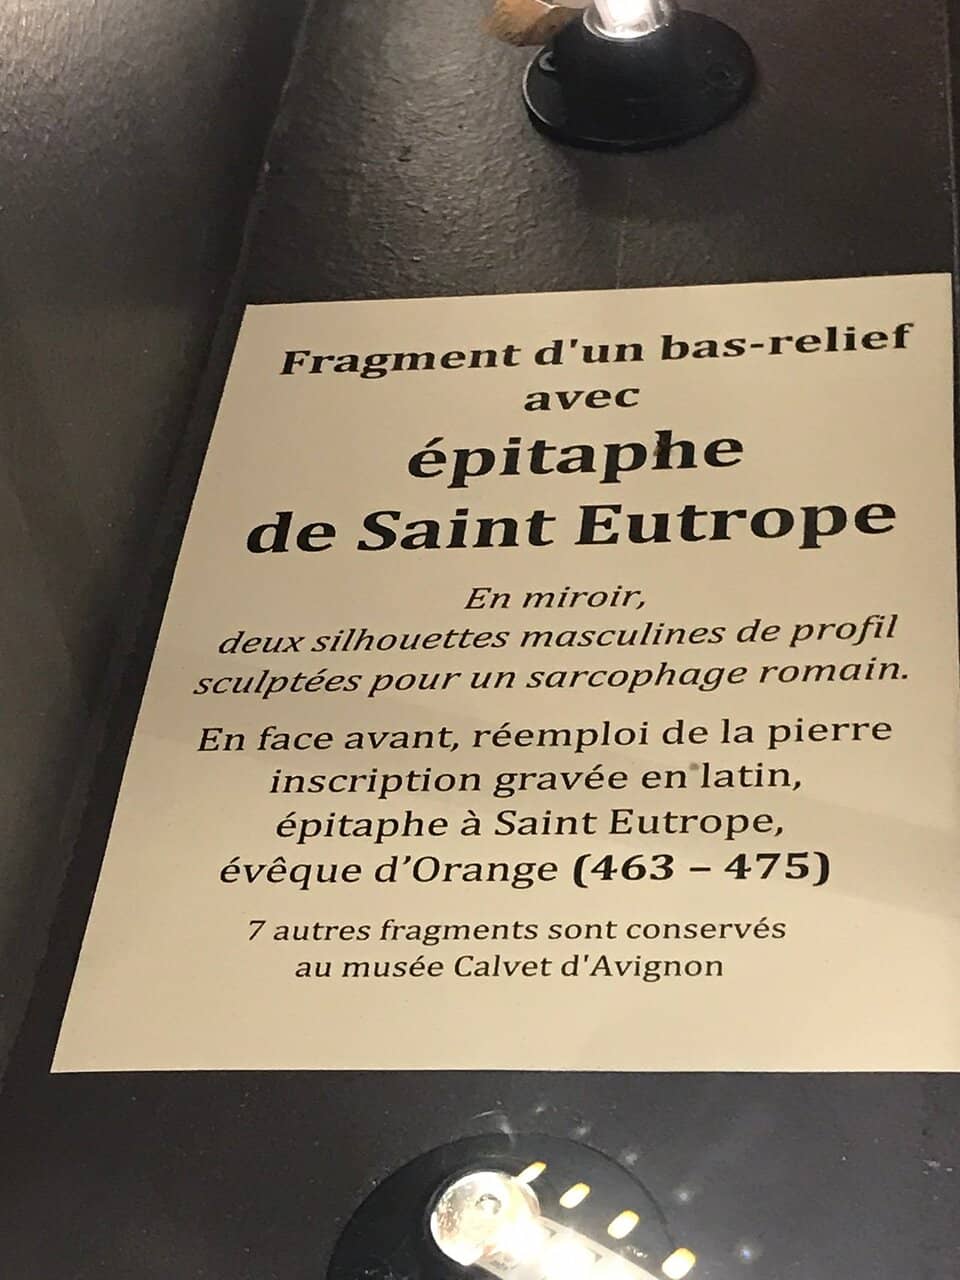 Fragment d'un bas-relief
avec
épitaphe
de Saint Eutrope
En miroir,
deux silhouettes masculines de profil
sculptées pour un sarcophage romain.
En face avant, réemploi de la pierre
inscription gravée en latin,
épitaphe à Saint Eutrope,
évêque d’Orange (463 – 475)
7 autres fragments sont conservés
au musée Calvet d'Avignon